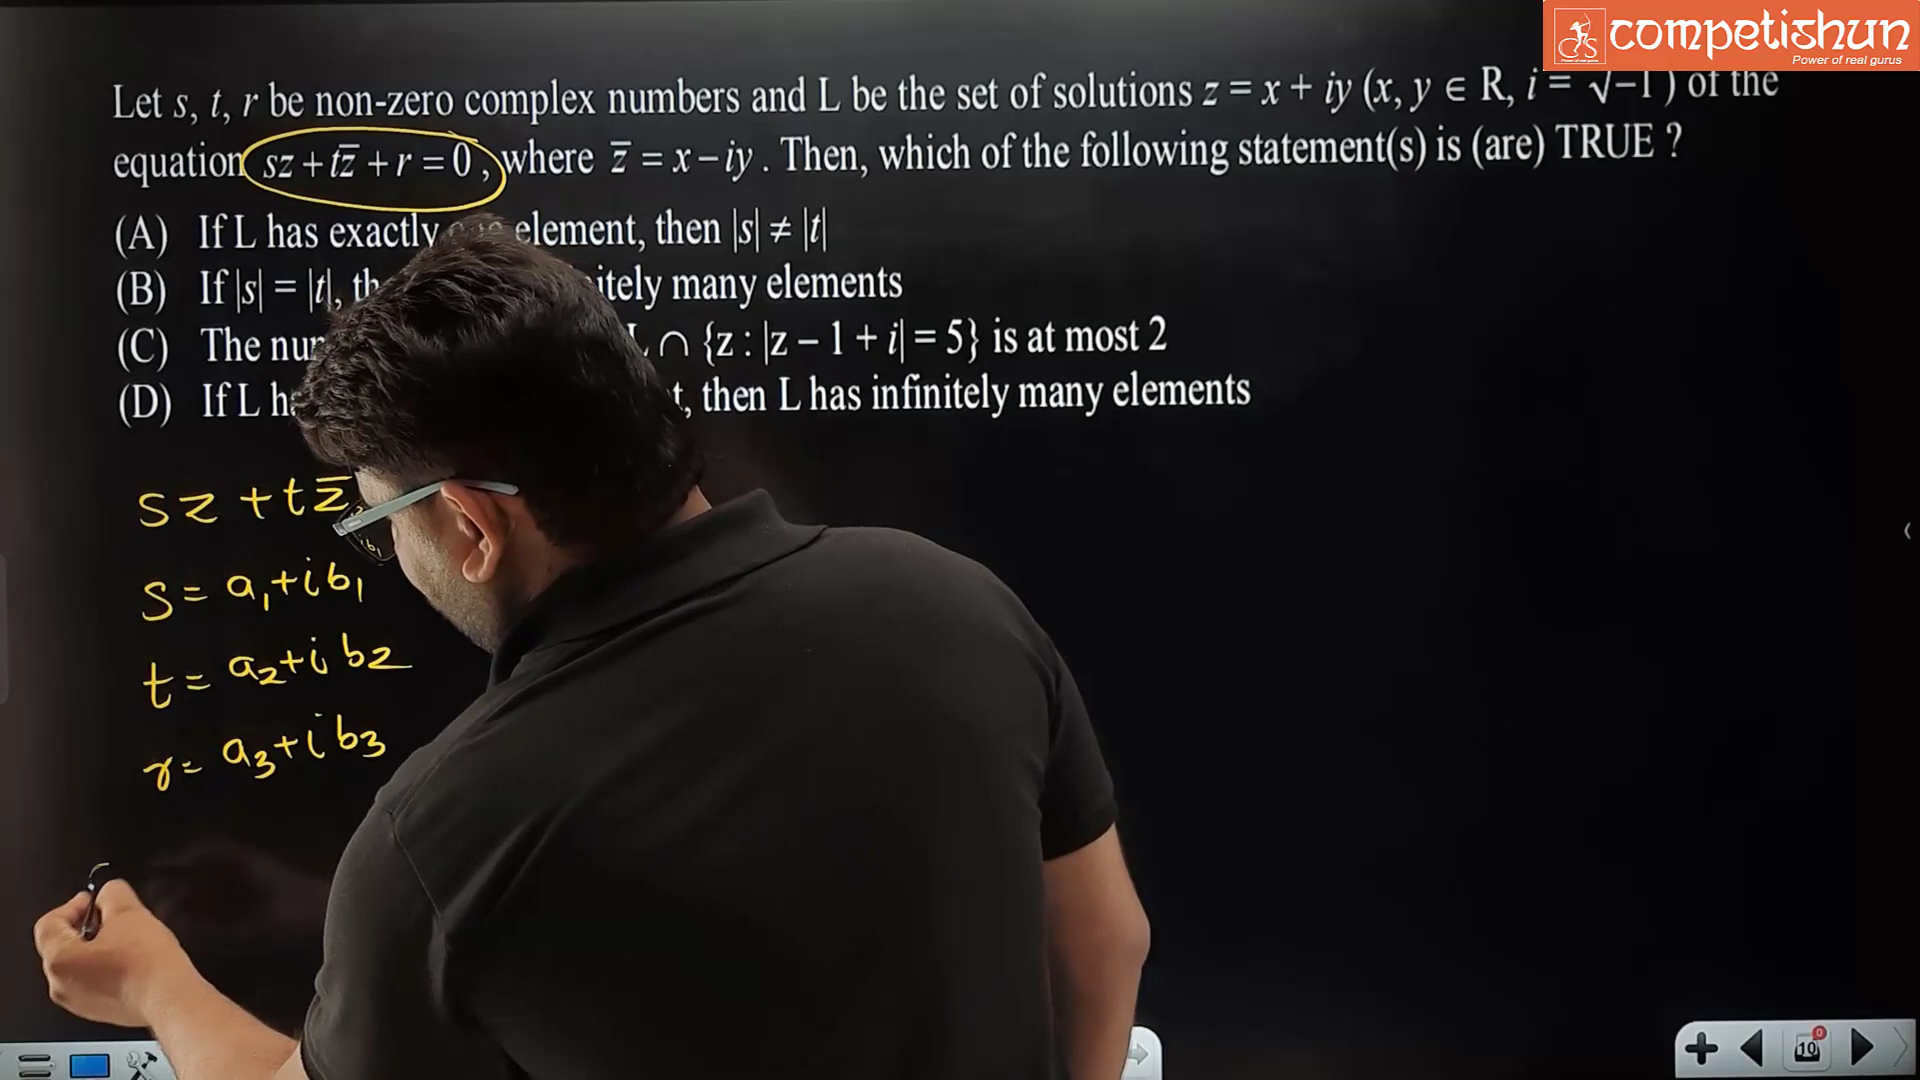 competishun
Power of real gurus
Let s, t, r be non-zero complex numbers and L be the set of solutions z = x + iy (x, y ∈ R, i = √−1 ) of the
equation sz + tz̅ + r = 0 , where z̅ = x − iy . Then, which of the following statement(s) is (are) TRUE ?
(A) If L has exactly element, then |s| ≠ |t|
(B) If |s| = |t|, many elements
(C) The ∩ {z : |z − 1 + i| = 5} is at most 2
(D) If L then L has infinitely many elements
sz + tz̅
s = a₁+ib₁
t = a₂+ib₂
r = a₃+ib₃
10